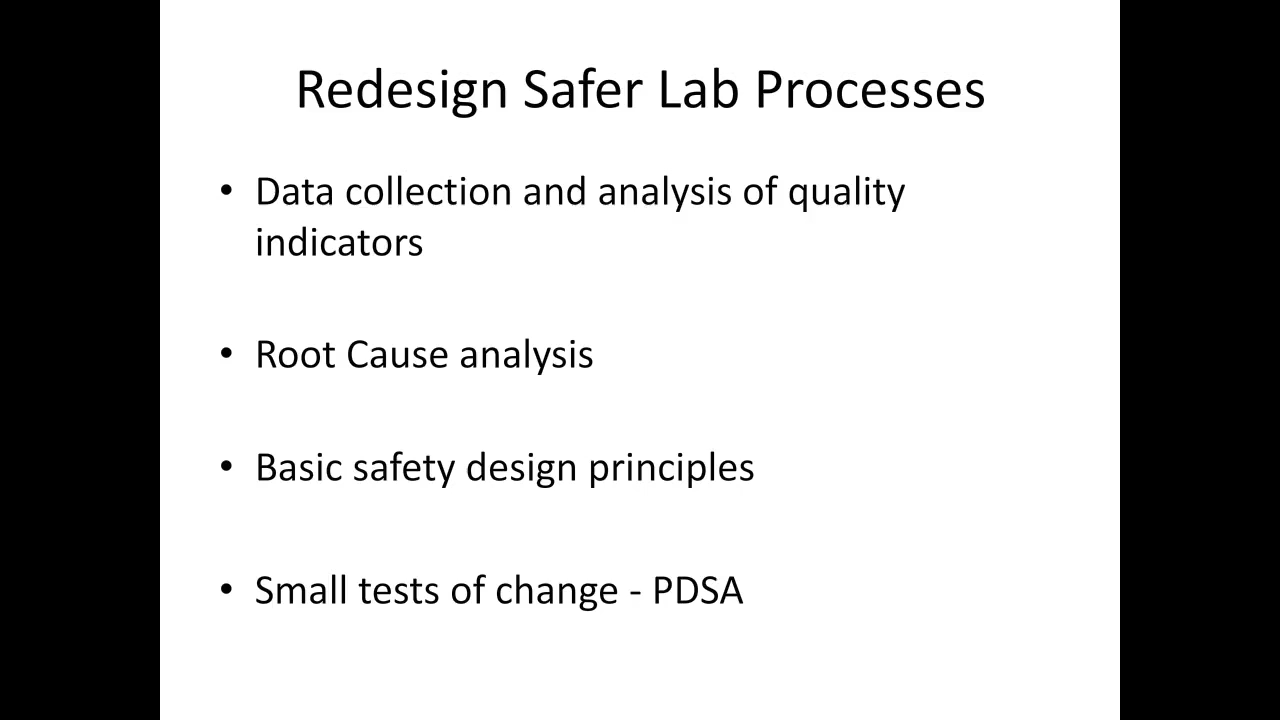 Redesign Safer Lab Processes
• Data collection and analysis of quality
indicators
• Root Cause analysis
• Basic safety design principles
• Small tests of change - PDSA